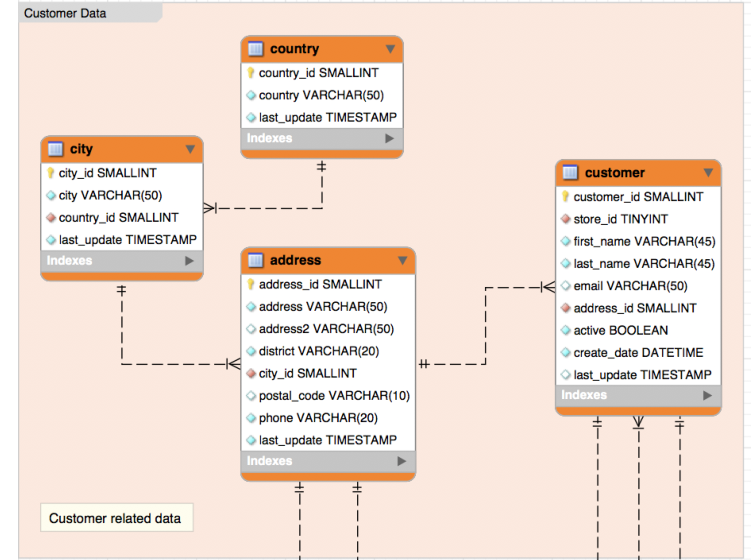 Customer Data
country
country_id SMALLINT
country VARCHAR(50)
last_update TIMESTAMP
Indexes
city
city_id SMALLINT
city VARCHAR(50)
country_id SMALLINT
last_update TIMESTAMP
Indexes
address
address_id SMALLINT
address VARCHAR(50)
address2 VARCHAR(50)
district VARCHAR(20)
city_id SMALLINT
postal_code VARCHAR(10)
phone VARCHAR(20)
last_update TIMESTAMP
Indexes
customer
customer_id SMALLINT
store_id TINYINT
first_name VARCHAR(45)
last_name VARCHAR(45)
email VARCHAR(50)
address_id SMALLINT
active BOOLEAN
create_date DATETIME
last_update TIMESTAMP
Indexes
Customer related data